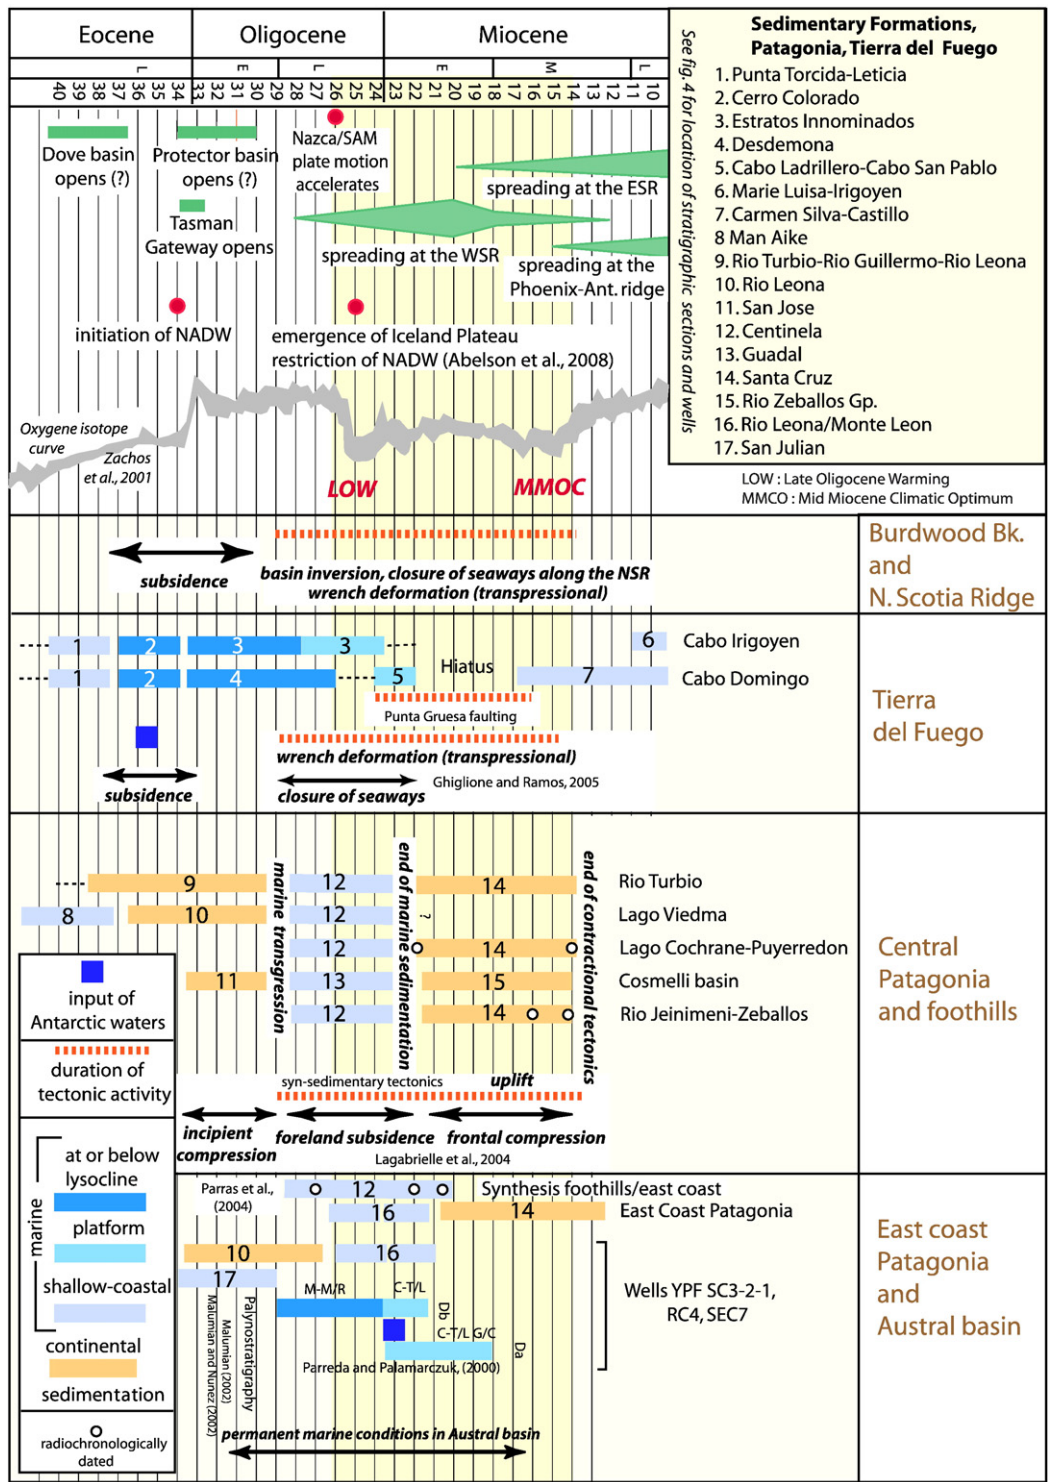 Eocene
Oligocene
Miocene
L
E
L
E
M
L
40 39 38 37 36 35 34 33 32 31 30 29 28 27 26 25 24 23 22 21 20 19 18 17 16 15 14 13 12 11 10
Dove basin
opens (?)
Protector basin
opens (?)
Tasman
Gateway opens
Nazca/SAM
plate motion
accelerates
spreading at the ESR
spreading at the WSR
spreading at the
Phoenix-Ant. ridge
initiation of NADW
emergence of Iceland Plateau
restriction of NADW (Abelson et al., 2008)
Oxygene isotope
curve
Zachos
et al., 2001
LOW
MMOC
See fig. 4 for location of stratigraphic sections and wells
Sedimentary Formations,
Patagonia, Tierra del Fuego
1. Punta Torcida-Leticia
2. Cerro Colorado
3. Estratos Innominados
4. Desdemona
5. Cabo Ladrillero-Cabo San Pablo
6. Marie Luisa-Irigoyen
7. Carmen Silva-Castillo
8 Man Aike
9. Rio Turbio-Rio Guillermo-Rio Leona
10. Rio Leona
11. San Jose
12. Centinela
13. Guadal
14. Santa Cruz
15. Rio Zeballos Gp.
16. Rio Leona/Monte Leon
17. San Julian
LOW : Late Oligocene Warming
MMCO : Mid Miocene Climatic Optimum
subsidence
basin inversion, closure of seaways along the NSR
wrench deformation (transpressional)
Burdwood Bk.
and
N. Scotia Ridge
1 2 3 3 6 Cabo Irigoyen
Hiatus
1 2 4 5 7 Cabo Domingo
Punta Gruesa faulting
wrench deformation (transpressional)
Ghiglione and Ramos, 2005
subsidence
closure of seaways
Tierra
del Fuego
marine transgression
end of marine sedimentation
end of contractional tectonics
9 12 14 Rio Turbio
8 10 12 ? Lago Viedma
12 14 Lago Cochrane-Puyerredon
11 13 15 Cosmelli basin
12 14 Rio Jeinimeni-Zeballos
syn-sedimentary tectonics
uplift
incipient
compression
foreland subsidence
frontal compression
Lagabrielle et al., 2004
Central
Patagonia
and foothills
input of
Antarctic waters
duration of
tectonic activity
marine
at or below
lysocline
platform
shallow-coastal
continental
sedimentation
radiochronologically
dated
Parras et al.,
(2004)
12 Synthesis foothills/east coast
16 14 East Coast Patagonia
10 16
17
M-M/R
C-T/L
Db
C-T/L G/C
Da
Parreda and Palamarczuk, (2000)
Palynostratigraphy
Malumian (2002)
Malumian and Nunez (2002)
Wells YPF SC3-2-1,
RC4, SEC7
permanent marine conditions in Austral basin
East coast
Patagonia
and
Austral basin